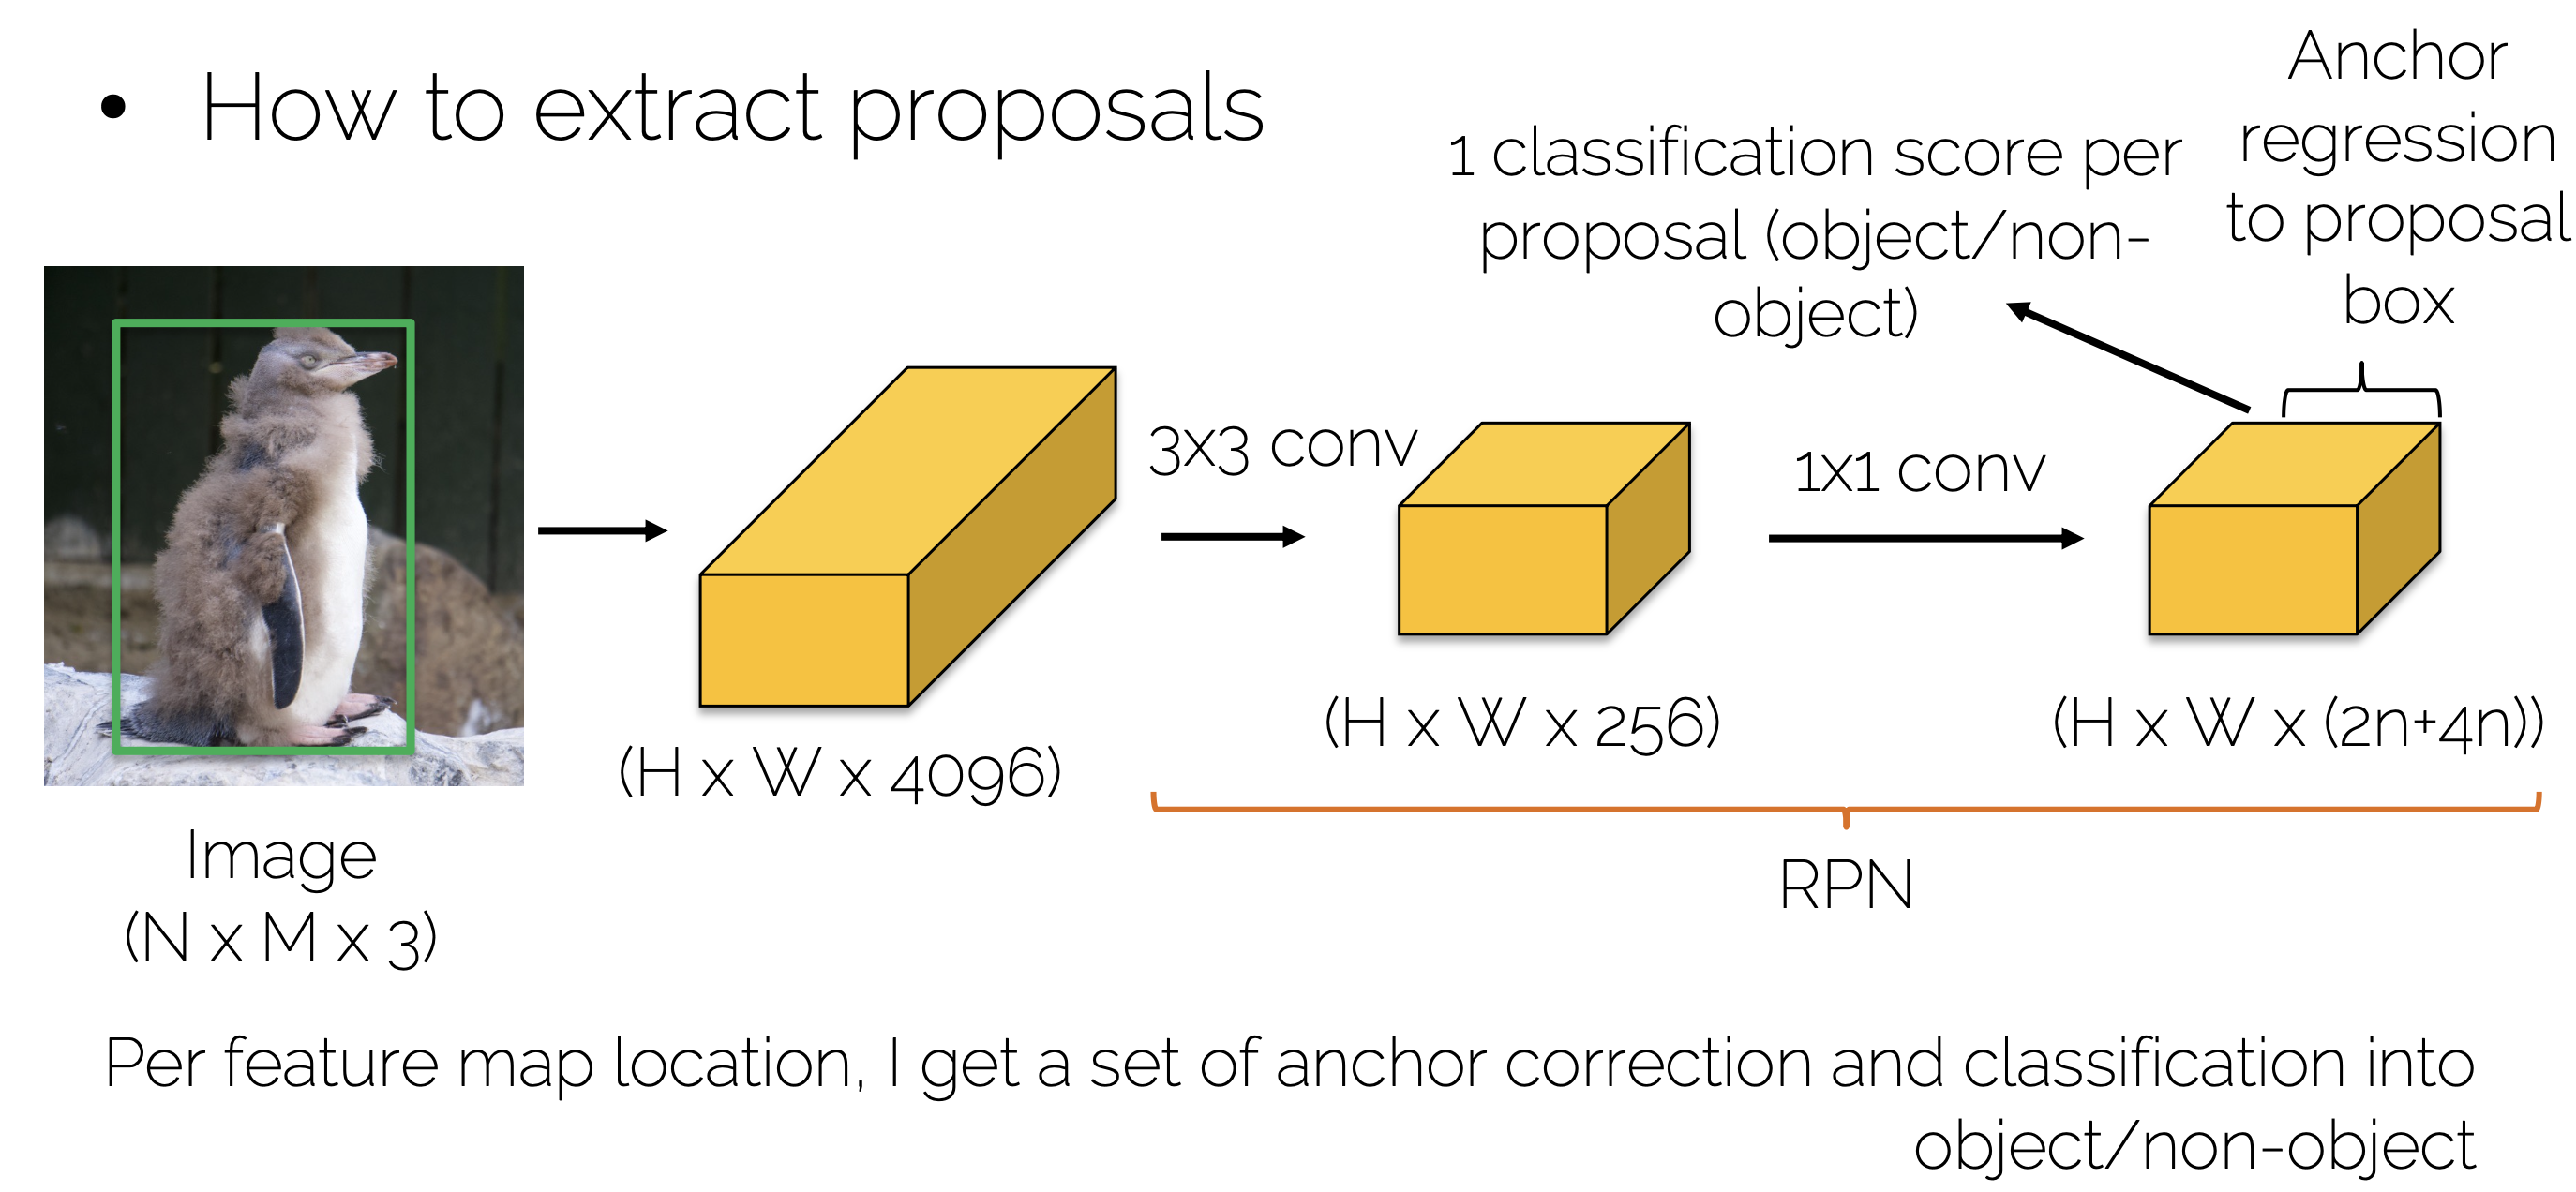 • How to extract proposals
1 classification score per
proposal (object/non-
object)
Anchor
regression
to proposal
box
3x3 conv
1x1 conv
(H x W x 4096)
(H x W x 256)
(H x W x (2n+4n))
Image
(N x M x 3)
RPN
Per feature map location, I get a set of anchor correction and classification into
object/non-object